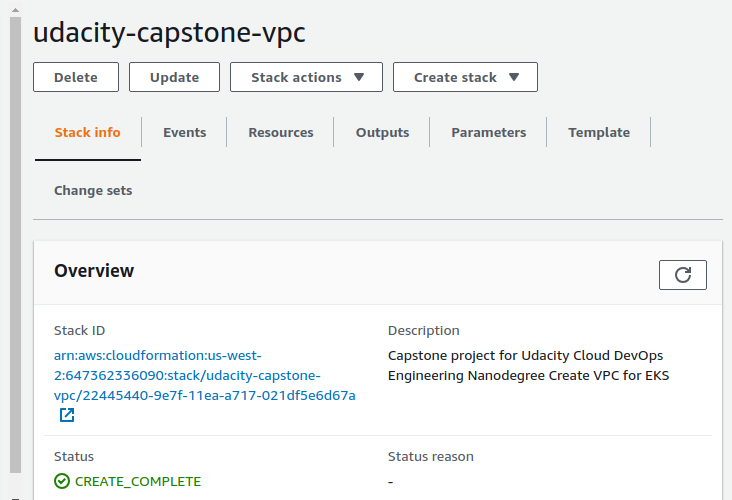 udacity-capstone-vpc
Delete Update Stack actions Create stack
Stack info Events Resources Outputs Parameters Template
Change sets
Overview
Stack ID
arn:aws:cloudformation:us-west-
2:647362336090:stack/udacity-capstone-
vpc/22445440-9e7f-11ea-a717-021df5e6d67a
Description
Capstone project for Udacity Cloud DevOps
Engineering Nanodegree Create VPC for EKS
Status
CREATE_COMPLETE
Status reason
-